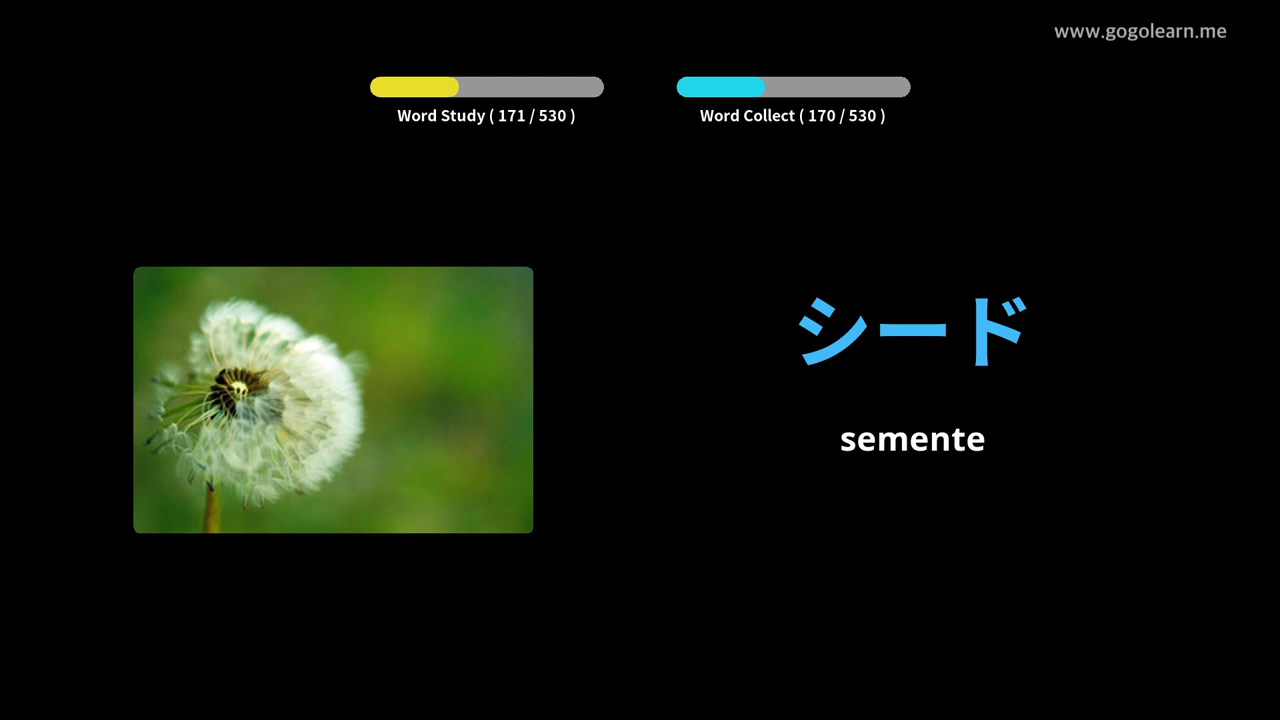 www.gogolearn.me
Word Study ( 171 / 530 )
Word Collect ( 170 / 530 )
シード
semente